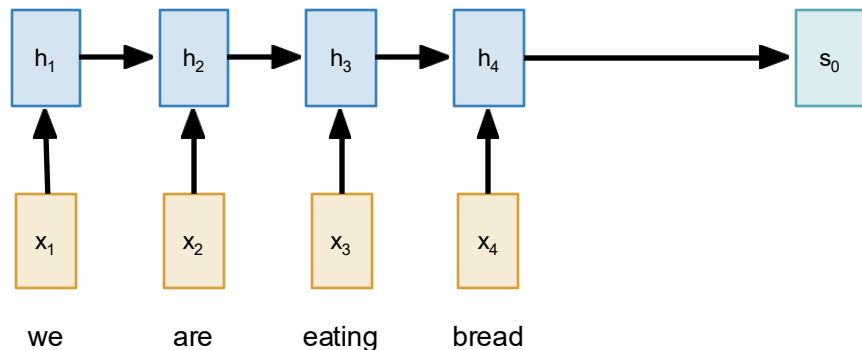 h₁ h₂ h₃ h₄ s₀
x₁ x₂ x₃ x₄
we are eating bread